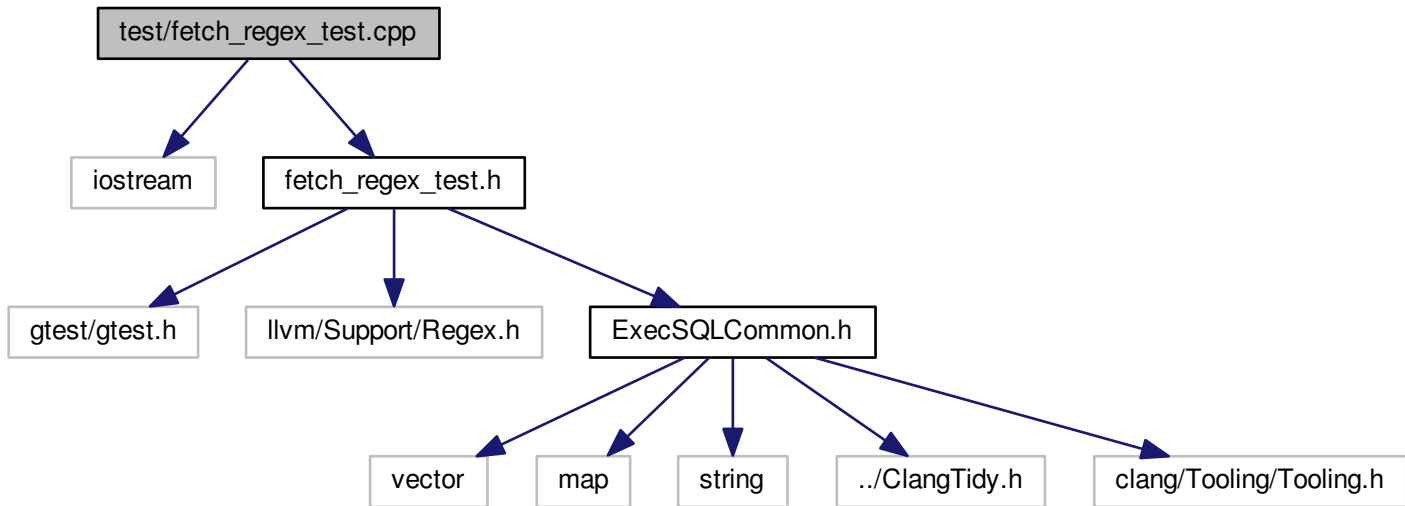 test/fetch_regex_test.cpp
iostream
fetch_regex_test.h
gtest/gtest.h
llvm/Support/Regex.h
ExecSQLCommon.h
vector
map
string
../ClangTidy.h
clang/Tooling/Tooling.h